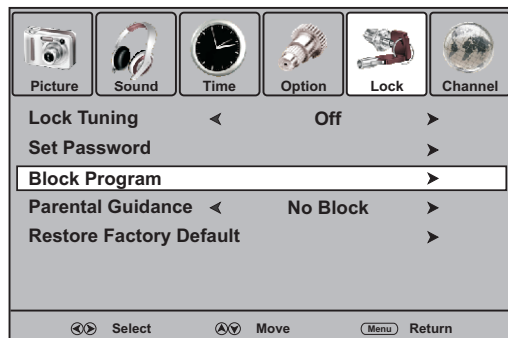 Picture Sound Time Option Lock Channel
Lock Tuning Off
Set Password
Block Program
Parental Guidance No Block
Restore Factory Default
Select Move Menu Return